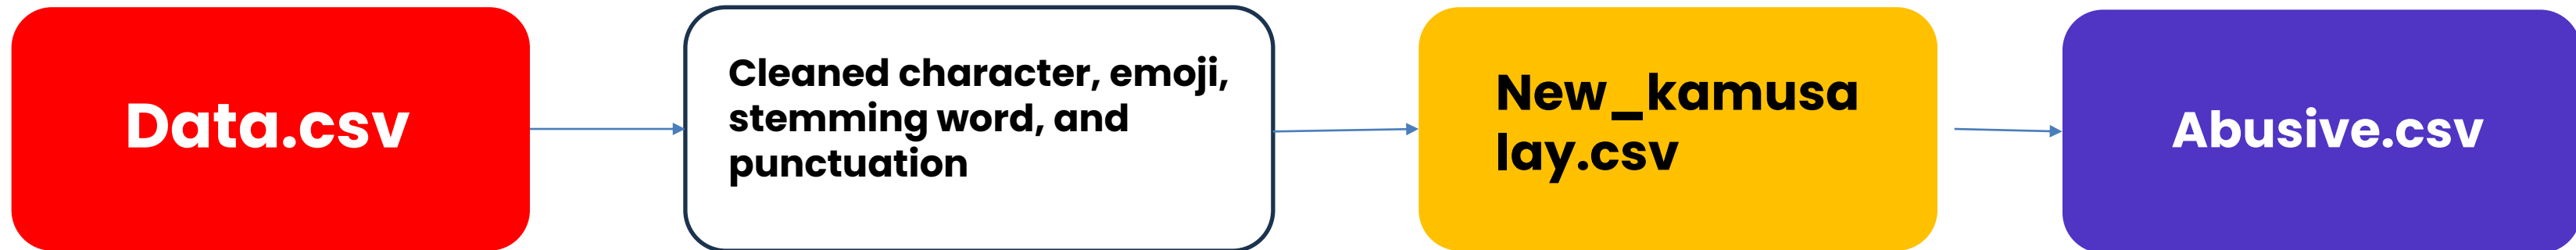 Data.csv
Cleaned character, emoji,
stemming word, and
punctuation
New_kamusa
lay.csv
Abusive.csv